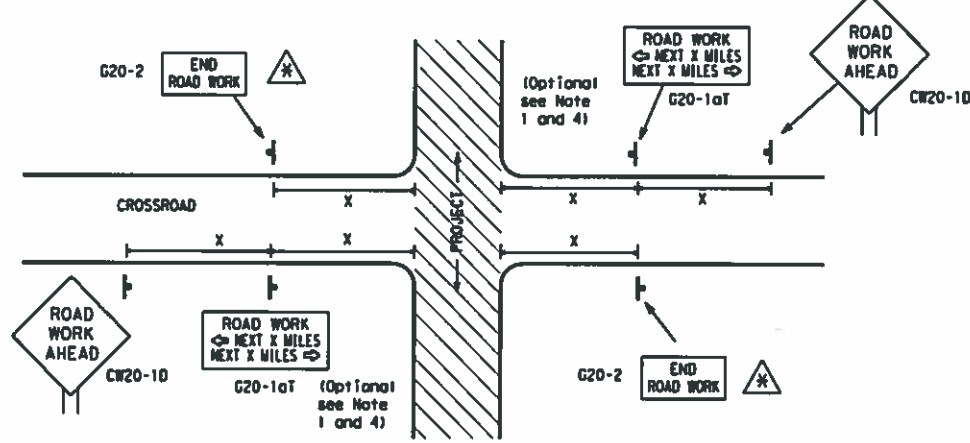 G20-2
END
ROAD WORK
*
(Optional
see Note
1 and 4)
ROAD WORK
⇦ NEXT X MILES
NEXT X MILES ⇨
G20-1aT
ROAD
WORK
AHEAD
CW20-1D
X
X
X
CROSSROAD
PROJECT
X
X
X
ROAD
WORK
AHEAD
CW20-1D
ROAD WORK
⇦ NEXT X MILES
NEXT X MILES ⇨
G20-1aT
(Optional
see Note
1 and 4)
G20-2
END
ROAD WORK
*